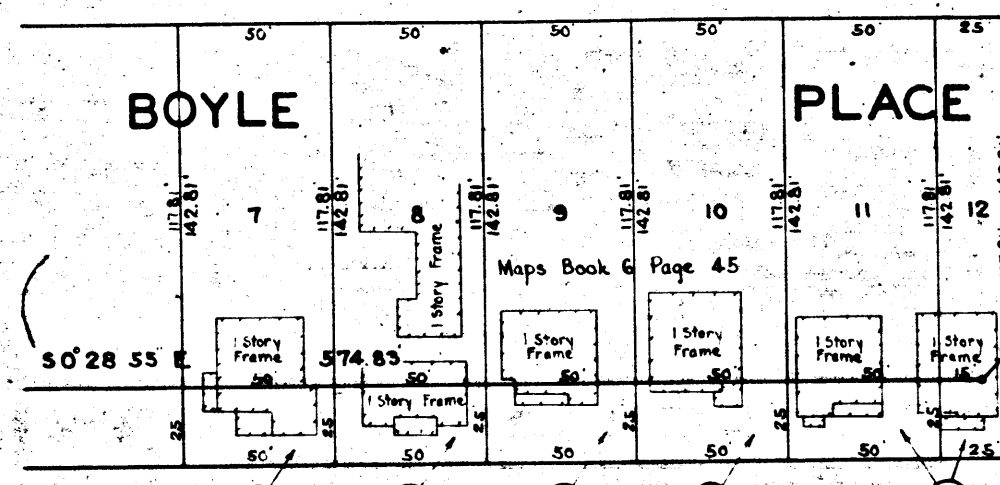 50' 50' 50' 50' 50' 25'
BOYLE PLACE
117.81' 142.81' 117.81' 142.81' 117.81' 142.81' 117.81' 142.81' 117.81' 142.81' 117.81' 142.81'
7 8 9 10 11 12
Maps Book 6 Page 45
1 Story Frame
1 Story
Frame
1 Story
Frame
1 Story
Frame
1 Story
Frame
1 Story
Frame
S 0° 28 55 E 574.83'
50' 50' 50' 50' 50' 15'
1 Story Frame
25 25 25 25
50' 50' 50' 50' 50' 25'